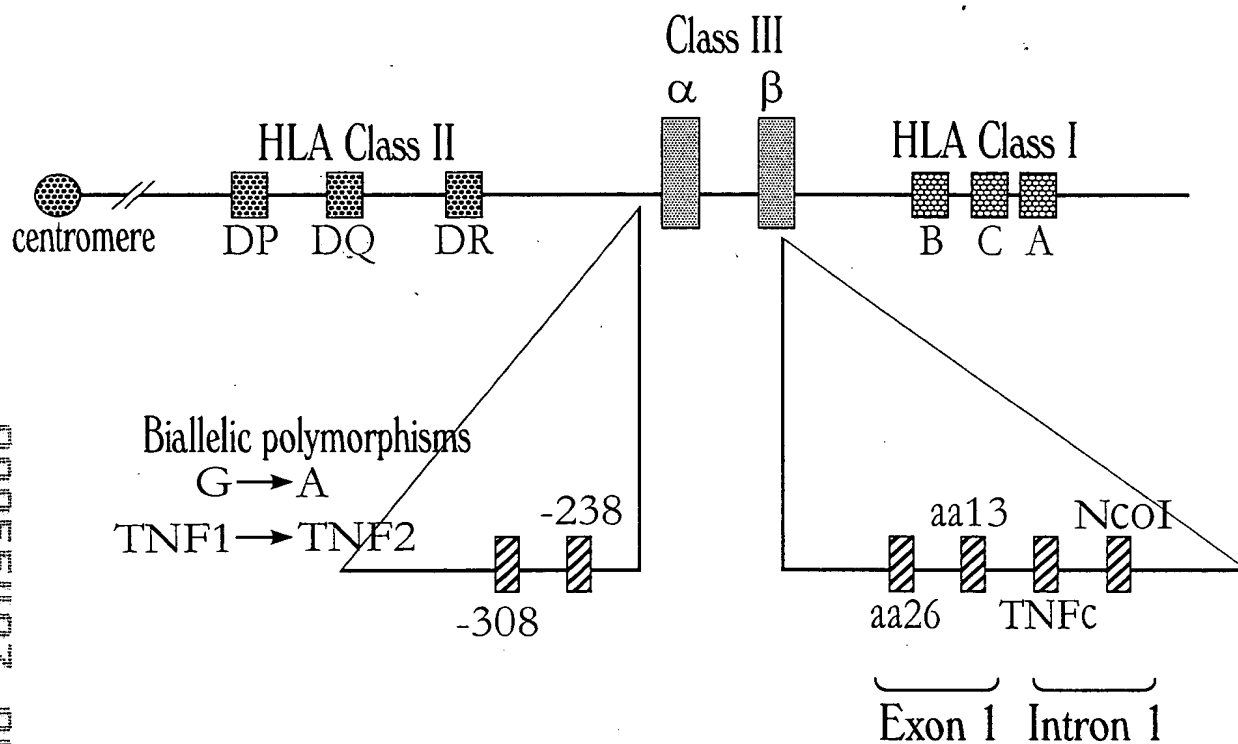 Class III
α β
HLA Class II
HLA Class I
centromere
DP DQ DR
B C A
Biallelic polymorphisms
G→A
TNF1→TNF2
-238
-308
aa13 NcoI
aa26 TNFc
Exon 1 Intron 1